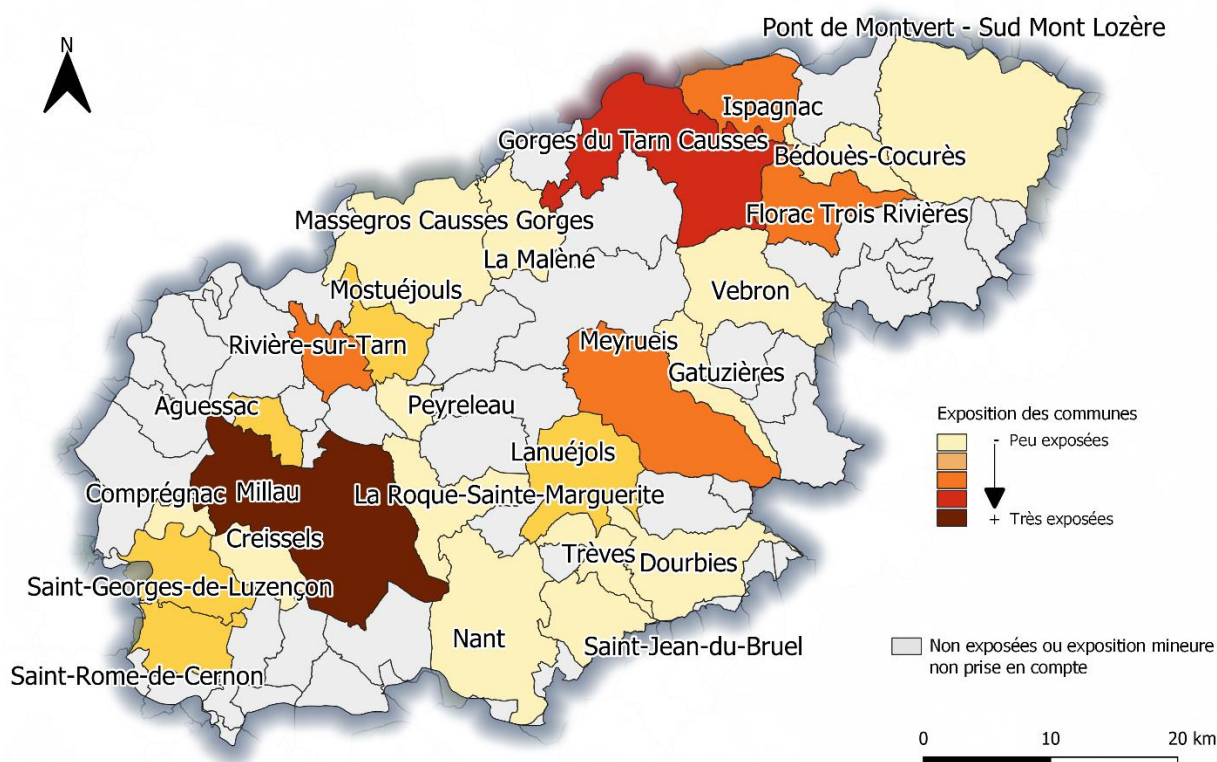 N
Pont de Montvert - Sud Mont Lozère
Ispagnac
Gorges du Tarn Causses
Bédouès-Cocurès
Massegros Causses Gorges
Florac Trois Rivières
La Malène
Mostuéjouls
Vebron
Rivière-sur-Tarn
Meyrueis
Gatuzières
Aguessac
Peyreleau
Lanuéjols
Comprégnac
Millau
La Roque-Sainte-Marguerite
Creissels
Trèves
Dourbies
Saint-Georges-de-Luzençon
Nant
Saint-Jean-du-Bruel
Saint-Rome-de-Cernon
Exposition des communes
- Peu exposées
+ Très exposées
Non exposées ou exposition mineure
non prise en compte
0 10 20 km